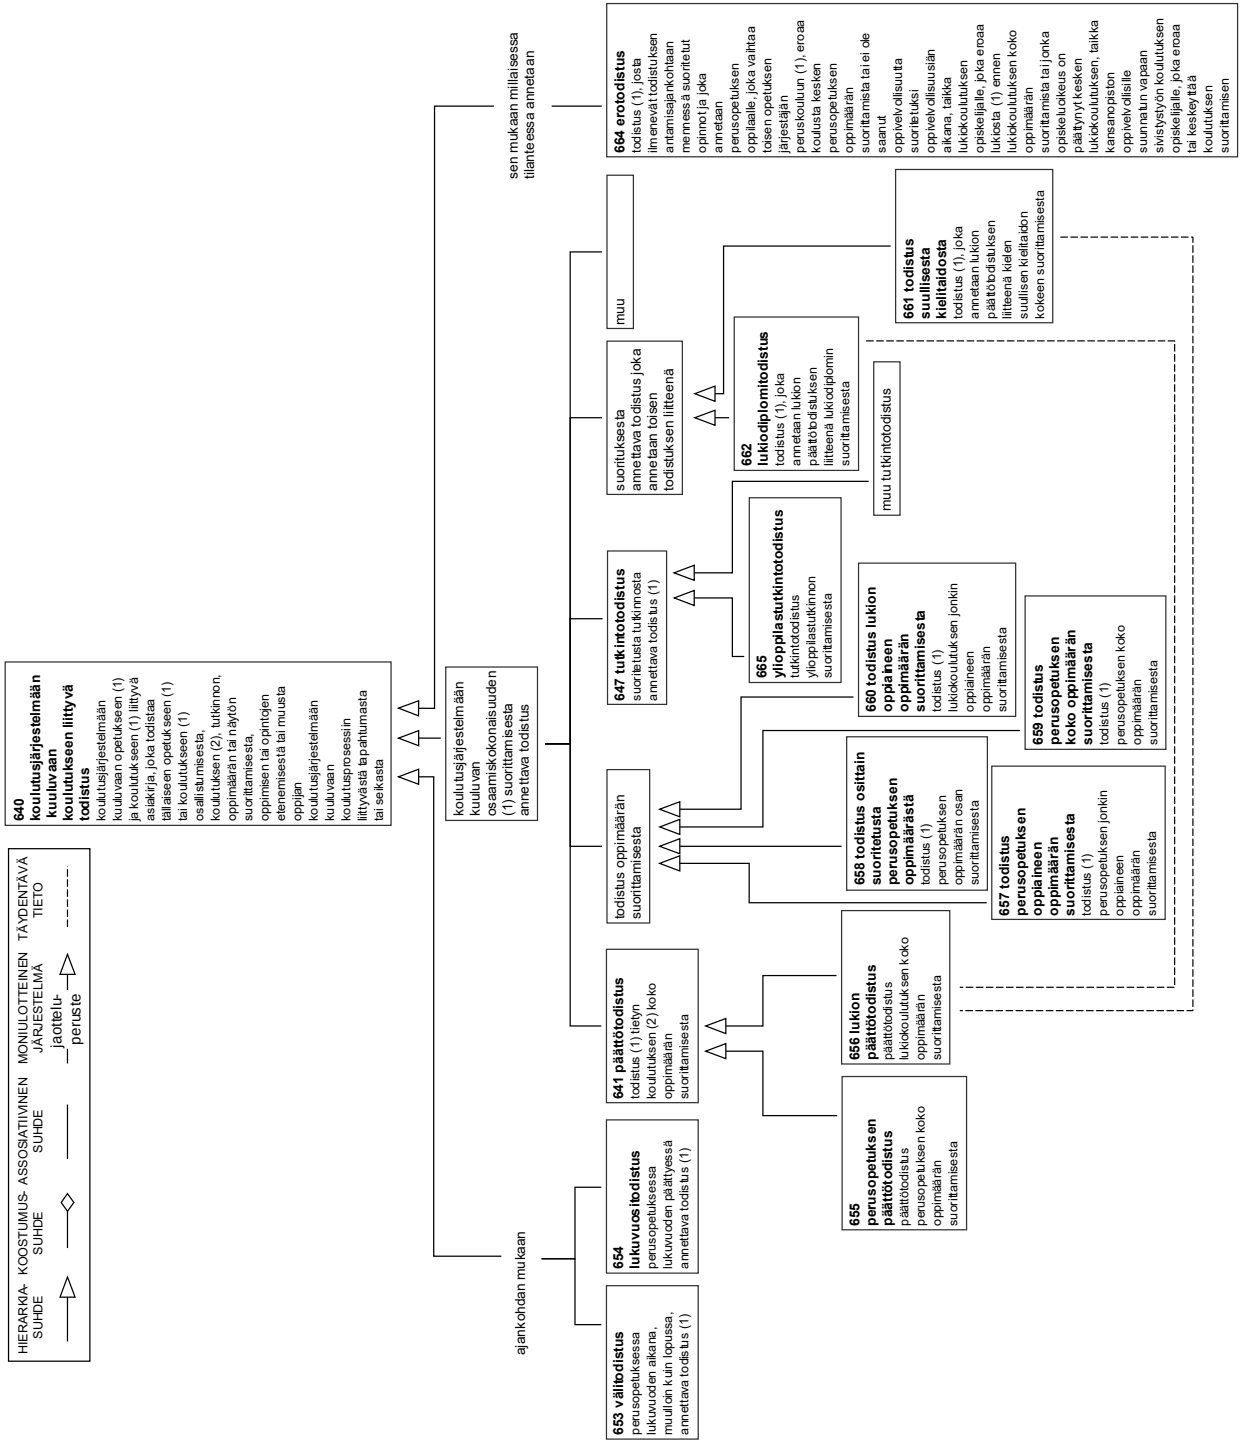 HIERARKIA-
SUHDE
KOOSTUMUS-
SUHDE
ASSOSIATIIVINEN
SUHDE
MONIULOTTEINEN
JÄRJESTELMÄ
jaottelu-
peruste
TÄYDENTÄVÄ
TIETO
640
koulutusjärjestelmään
kuuluvaan
koulutukseen liittyvä
todistus
koulutusjärjestelmään
kuuluvaan opetukseen (1)
ja koulutukseen (1) liittyvä
asiakirja, joka todistaa
tällaiseen opetukseen (1)
tai koulutukseen (1)
osallistumisesta,
koulutuksen (2), tutkinnon,
oppimäärän tai näytön
suorittamisesta,
oppimisen tai opintojen
etenemisestä tai muusta
oppijan
koulutusjärjestelmään
kuuluvaan
koulutusprosessiin
liittyvästä tapahtumasta
tai seikasta
ajankohdan mukaan
koulutusjärjestelmään
kuuluvan
osaamiskokonaisuuden
(1) suorittamisesta
annettava todistus
sen mukaan millaisessa
tilanteessa annetaan
653 välitodistus
perusopetuksessa
lukuvuoden aikana,
muulloin kuin lopussa,
annettava todistus (1)
654
lukuvuositodistus
perusopetuksessa
lukuvuoden päättyessä
annettava todistus (1)
641 päättötodistus
todistus (1) tietyn
koulutuksen (2) koko
oppimäärän
suorittamisesta
todistus oppimäärän
suorittamisesta
647 tutkintotodistus
suoritetusta tutkinnosta
annettava todistus (1)
suorituksesta
annettava todistus joka
annetaan toisen
todistuksen liitteenä
muu
664 erotodistus
todistus (1), josta
ilmenevät todistuksen
antamisajankohtaan
mennessä suoritetut
opinnot ja joka
annetaan
perusopetuksen
oppilaalle, joka vaihtaa
toisen opetuksen
järjestäjän
peruskouluun (1), eroaa
koulusta kesken
perusopetuksen
oppimäärän
suorittamista tai ei ole
saanut
oppivelvollisuutta
suoritetuksi
oppivelvollisuusiän
aikana, taikka
lukiokoulutuksen
opiskelijalle, joka eroaa
lukiosta (1) ennen
lukiokoulutuksen koko
oppimäärän
suorittamista tai jonka
opiskeluoikeus on
päättynyt kesken
lukiokoulutuksen, taikka
kansanopiston
oppivelvollisille
suunnatun vapaan
sivistystyön koulutuksen
opiskelijalle, joka eroaa
tai keskeyttää
koulutuksen
suorittamisen
655
perusopetuksen
päättötodistus
päättötodistus
perusopetuksen koko
oppimäärän
suorittamisesta
656 lukion
päättötodistus
päättötodistus
lukiokoulutuksen koko
oppimäärän
suorittamisesta
657 todistus
perusopetuksen
oppiaineen
oppimäärän
suorittamisesta
todistus (1)
perusopetuksen jonkin
oppiaineen
oppimäärän
suorittamisesta
658 todistus osittain
suoritetusta
perusopetuksen
oppimäärästä
todistus (1)
perusopetuksen
oppimäärän osan
suorittamisesta
659 todistus
perusopetuksen
koko oppimäärän
suorittamisesta
todistus (1)
perusopetuksen koko
oppimäärän
suorittamisesta
660 todistus lukion
oppiaineen
oppimäärän
suorittamisesta
todistus (1)
lukiokoulutuksen jonkin
oppiaineen
oppimäärän
suorittamisesta
665
ylioppilastutkintotodistus
tutkintotodistus
ylioppilastutkinnon
suorittamisesta
muu tutkintotodistus
662
lukiodiplomitodistus
todistus (1), joka
annetaan lukion
päättötodistuksen
liitteenä lukiodiplomin
suorittamisesta
661 todistus
suullisesta
kielitaidosta
todistus (1), joka
annetaan lukion
päättötodistuksen
liitteenä kielen
suullisen kielitaidon
kokeen suorittamisesta